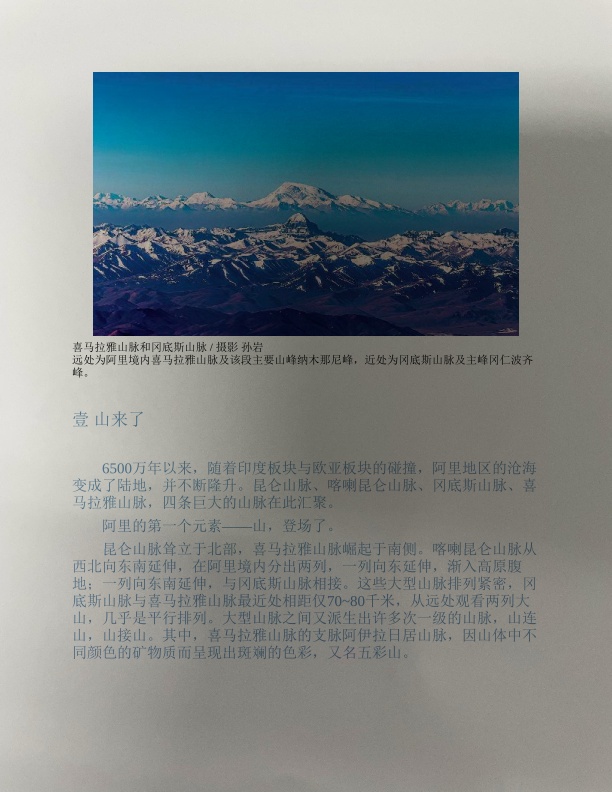 喜马拉雅山脉和冈底斯山脉 / 摄影 孙岩
远处为阿里境内喜马拉雅山脉及该段主要山峰纳木那尼峰，近处为冈底斯山脉及主峰冈仁波齐
峰。
壹 山来了
6500万年以来，随着印度板块与欧亚板块的碰撞，阿里地区的沧海
变成了陆地，并不断隆升。昆仑山脉、喀喇昆仑山脉、冈底斯山脉、喜
马拉雅山脉，四条巨大的山脉在此汇聚。
阿里的第一个元素——山，登场了。
昆仑山脉耸立于北部，喜马拉雅山脉崛起于南侧。喀喇昆仑山脉从
西北向东南延伸，在阿里境内分出两列，一列向东延伸，渐入高原腹
地；一列向东南延伸，与冈底斯山脉相接。这些大型山脉排列紧密，冈
底斯山脉与喜马拉雅山脉最近处相距仅70~80千米，从远处观看两列大
山，几乎是平行排列。大型山脉之间又派生出许多次一级的山脉，山连
山，山接山。其中，喜马拉雅山脉的支脉阿伊拉日居山脉，因山体中不
同颜色的矿物质而呈现出斑斓的色彩，又名五彩山。